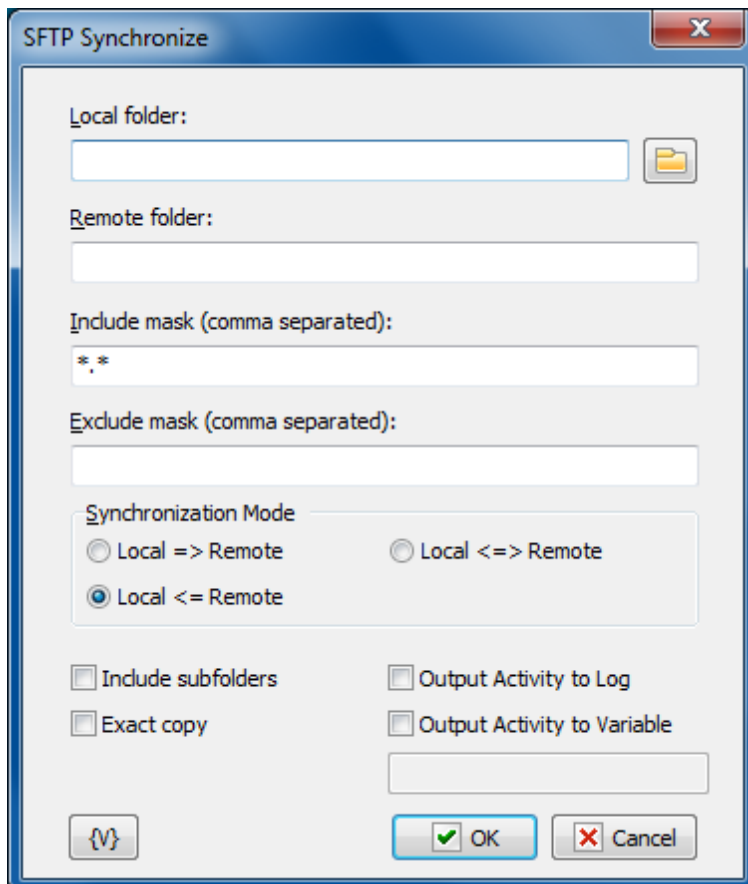 SFTP Synchronize
Local folder:
Remote folder:
Include mask (comma separated):
*.*
Exclude mask (comma separated):
Synchronization Mode
Local => Remote
Local <=> Remote
Local <= Remote
Include subfolders
Output Activity to Log
Exact copy
Output Activity to Variable
{V}
OK
Cancel